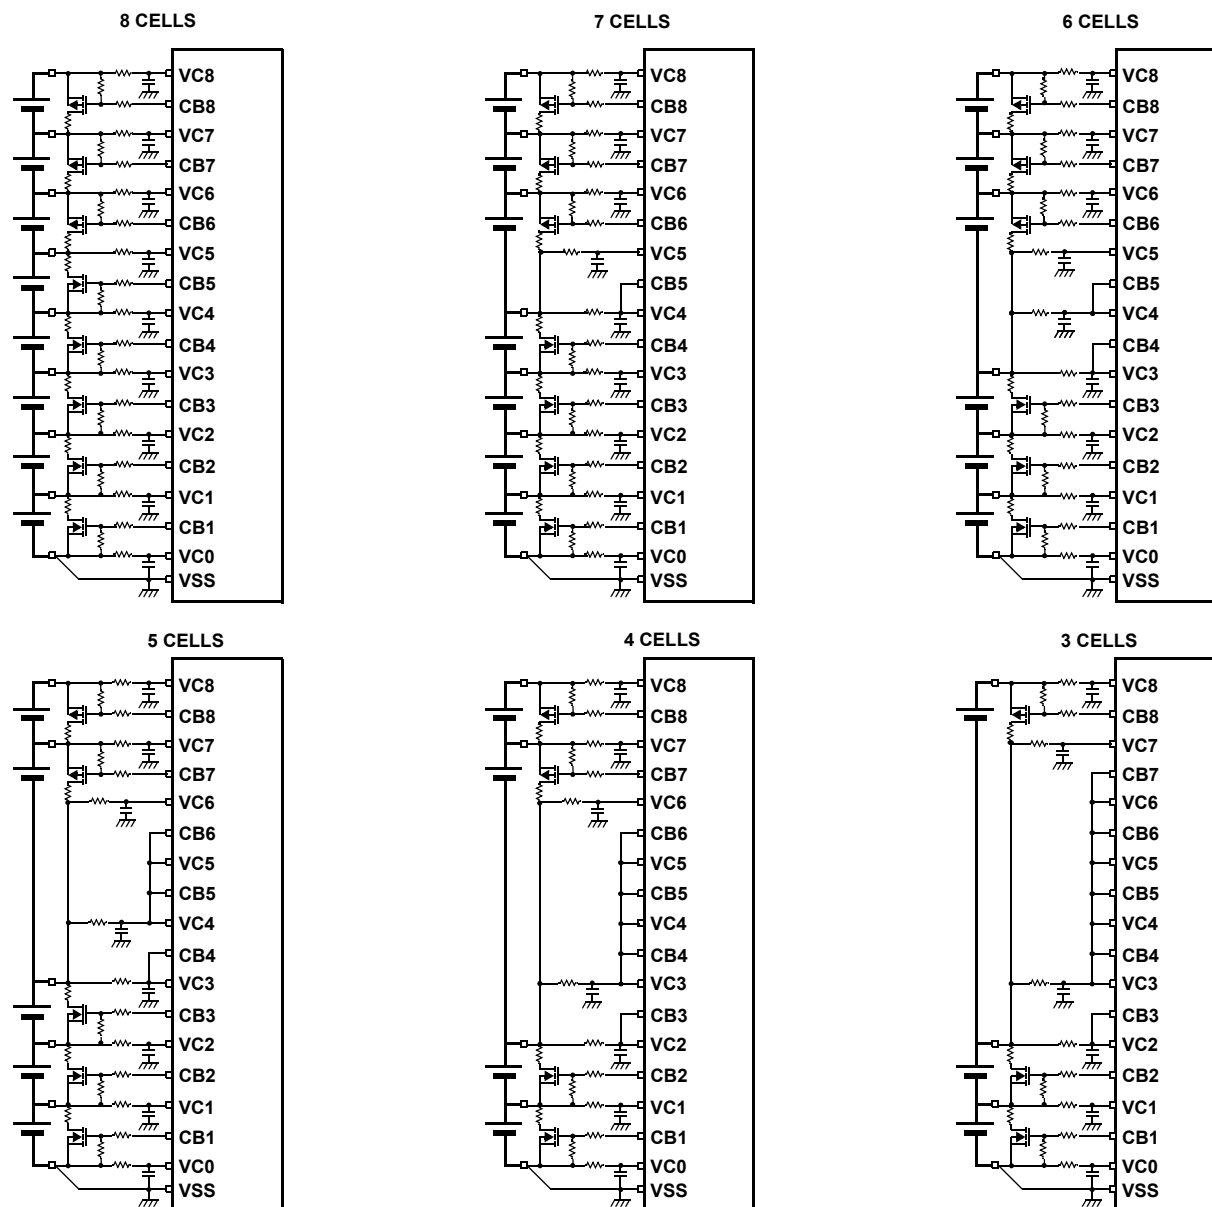 8 CELLS
VC8
CB8
VC7
CB7
VC6
CB6
VC5
CB5
VC4
CB4
VC3
CB3
VC2
CB2
VC1
CB1
VC0
VSS
7 CELLS
VC8
CB8
VC7
CB7
VC6
CB6
VC5
CB5
VC4
CB4
VC3
CB3
VC2
CB2
VC1
CB1
VC0
VSS
6 CELLS
VC8
CB8
VC7
CB7
VC6
CB6
VC5
CB5
VC4
CB4
VC3
CB3
VC2
CB2
VC1
CB1
VC0
VSS
5 CELLS
VC8
CB8
VC7
CB7
VC6
CB6
VC5
CB5
VC4
CB4
VC3
CB3
VC2
CB2
VC1
CB1
VC0
VSS
4 CELLS
VC8
CB8
VC7
CB7
VC6
CB6
VC5
CB5
VC4
CB4
VC3
CB3
VC2
CB2
VC1
CB1
VC0
VSS
3 CELLS
VC8
CB8
VC7
CB7
VC6
CB6
VC5
CB5
VC4
CB4
VC3
CB3
VC2
CB2
VC1
CB1
VC0
VSS